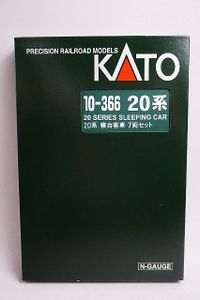 PRECISION RAILROAD MODELS
KATO
10-366 20系
20 SERIES SLEEPING CAR
20系 寝台客車 7両セット
N-GAUGE